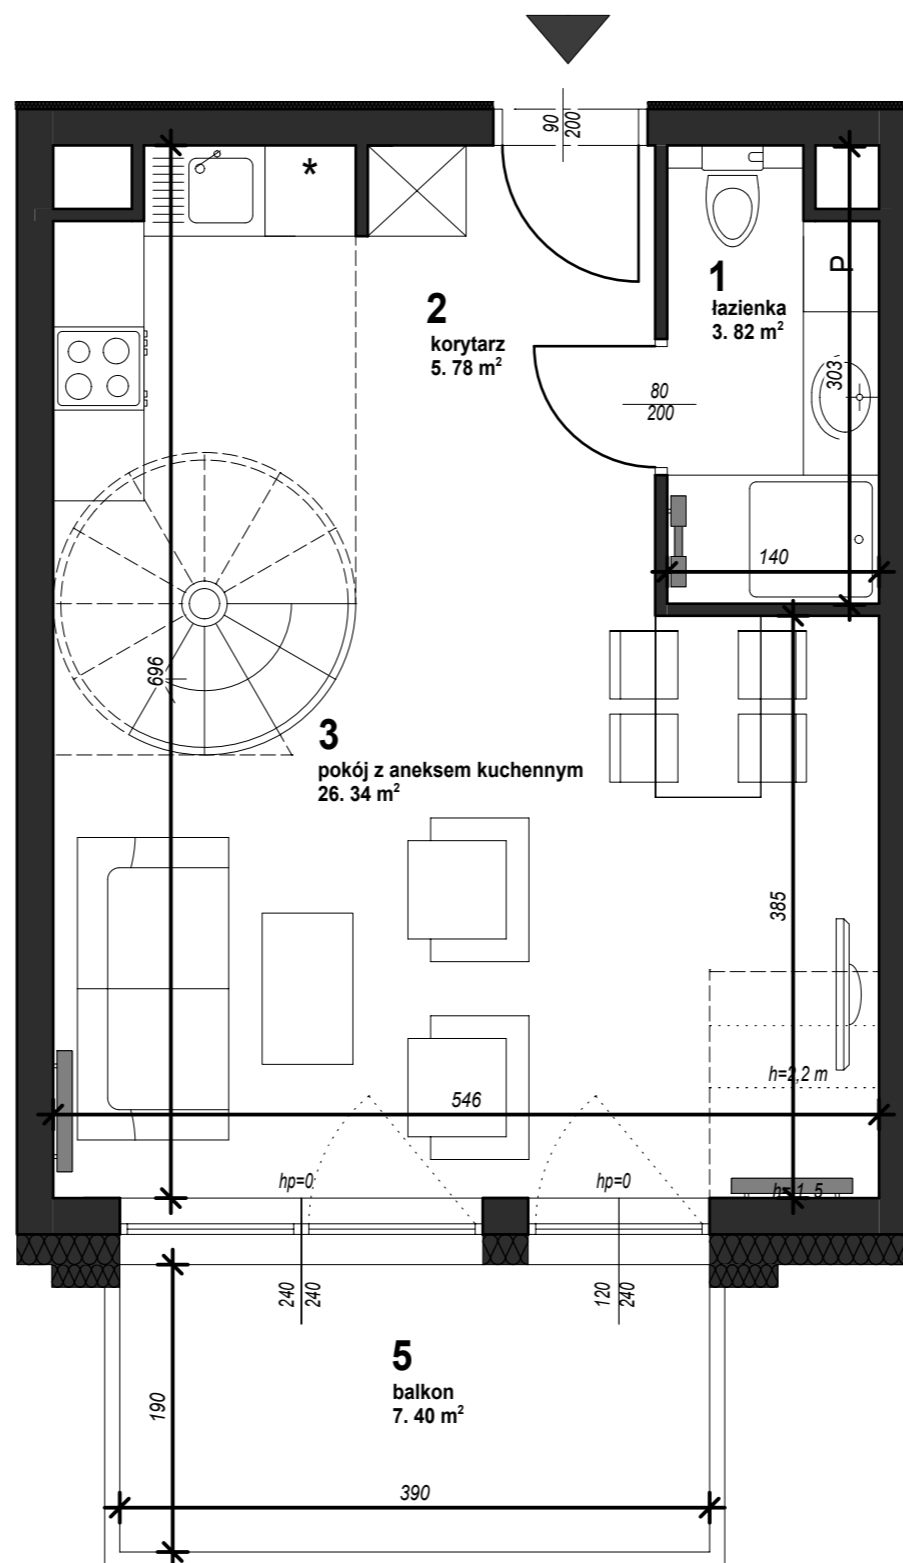 90
200
*
1
łazienka
3. 82 m²
P
2
korytarz
5. 78 m²
303
80
200
140
696
3
pokój z aneksem kuchennym
26. 34 m²
385
h=2,2 m
546
hp=0
hp=0
h=1, 5
240
240
120
240
5
balkon
7. 40 m²
190
390